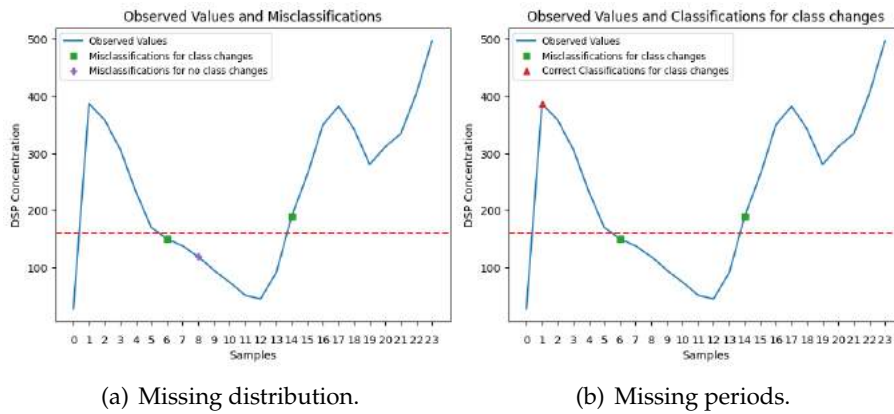 Observed Values and Misclassifications
Observed Values
Misclassifications for class changes
Misclassifications for no class changes
DSP Concentration
500
400
300
200
100
0 1 2 3 4 5 6 7 8 9 10 11 12 13 14 15 16 17 18 19 20 21 22 23
Samples
(a) Missing distribution.
Observed Values and Classifications for class changes
Observed Values
Misclassifications for class changes
Correct Classifications for class changes
DSP Concentration
500
400
300
200
100
0 1 2 3 4 5 6 7 8 9 10 11 12 13 14 15 16 17 18 19 20 21 22 23
Samples
(b) Missing periods.